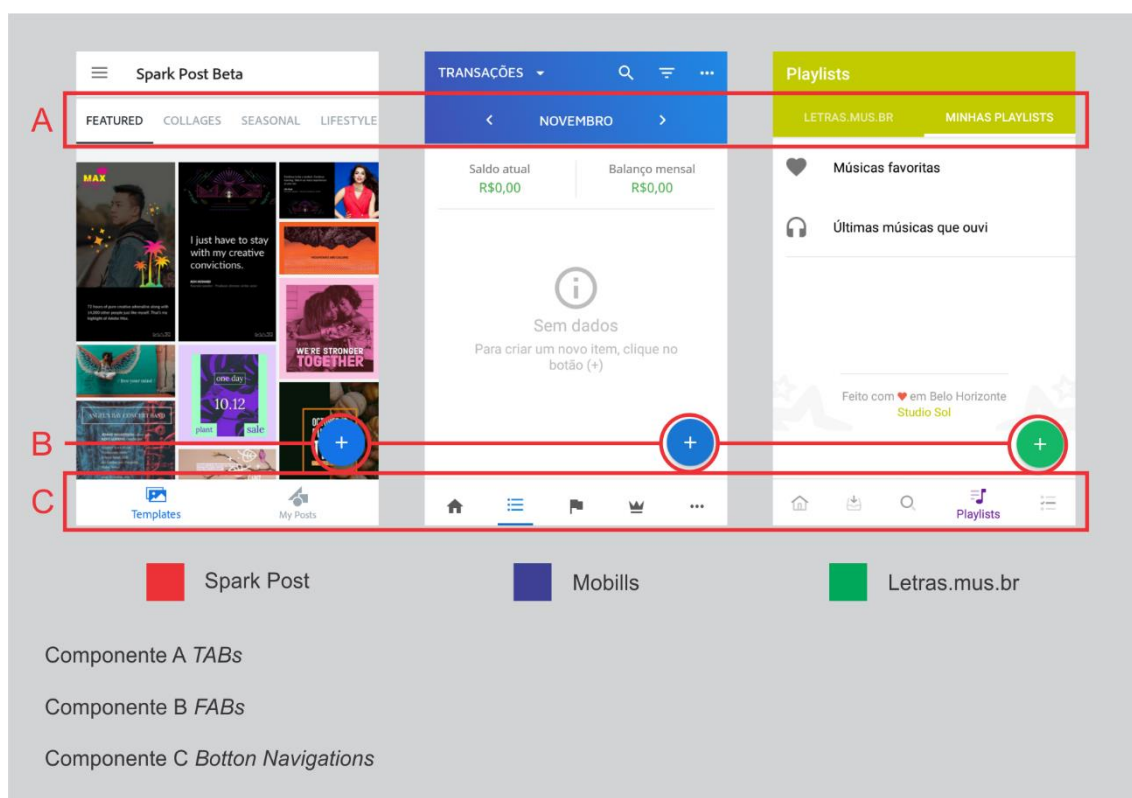 Spark Post Beta
FEATURED COLLAGES SEASONAL LIFESTYLE
MAX
I just have to stay
with my creative
convictions.
WE'RE STRONGER
TOGETHER
one day
10.12
plant sale
Templates
My Posts
TRANSAÇÕES
NOVEMBRO
Saldo atual
R$0,00
Balanço mensal
R$0,00
Sem dados
Para criar um novo item, clique no
botão (+)
Playlists
LETRAS.MUS.BR MINHAS PLAYLISTS
Músicas favoritas
Últimas músicas que ouvi
Feito com em Belo Horizonte
Studio Sol
Playlists
A
B
C
Spark Post
Mobills
Letras.mus.br
Componente A TABs
Componente B FABs
Componente C Botton Navigations